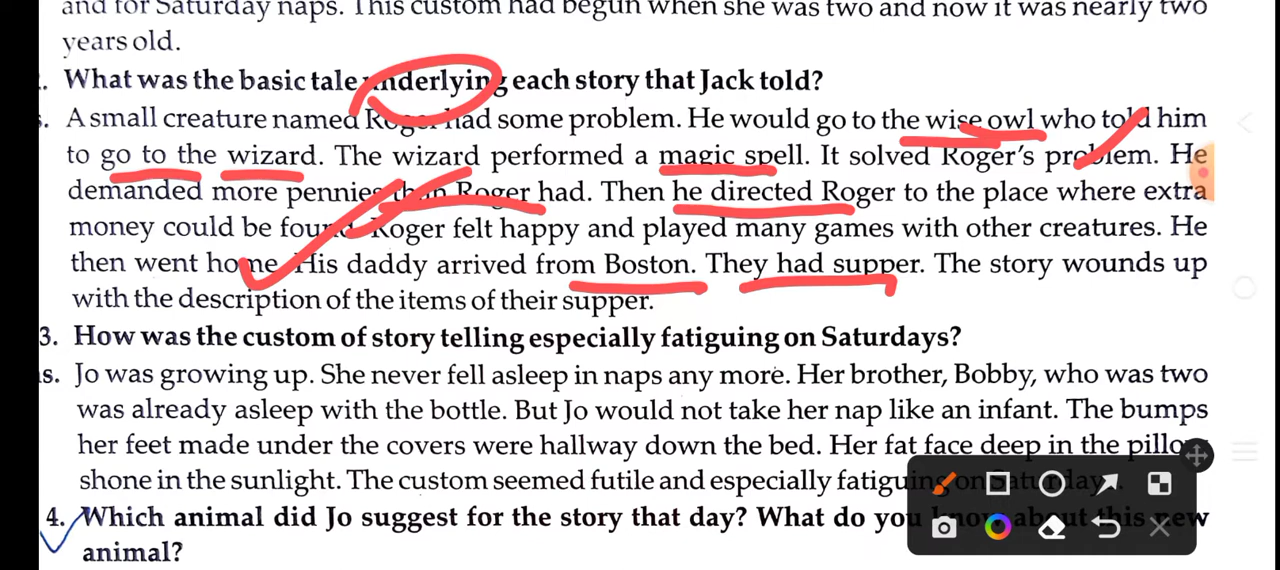 and for Saturday naps. This custom had begun when she was two and now it was nearly two
years old.
. What was the basic tale underlying each story that Jack told?
s. A small creature named Roger had some problem. He would go to the wise owl who told him
to go to the wizard. The wizard performed a magic spell. It solved Roger's problem. He
demanded more pennies than Roger had. Then he directed Roger to the place where extra
money could be found. Roger felt happy and played many games with other creatures. He
then went home. His daddy arrived from Boston. They had supper. The story wounds up
with the description of the items of their supper.
3. How was the custom of story telling especially fatiguing on Saturdays?
s. Jo was growing up. She never fell asleep in naps any more. Her brother, Bobby, who was two
was already asleep with the bottle. But Jo would not take her nap like an infant. The bumps
her feet made under the covers were hallway down the bed. Her fat face deep in the pillow
shone in the sunlight. The custom seemed futile and especially fatiguing on Saturday.
4. Which animal did Jo suggest for the story that day? What do you know about this new
animal?